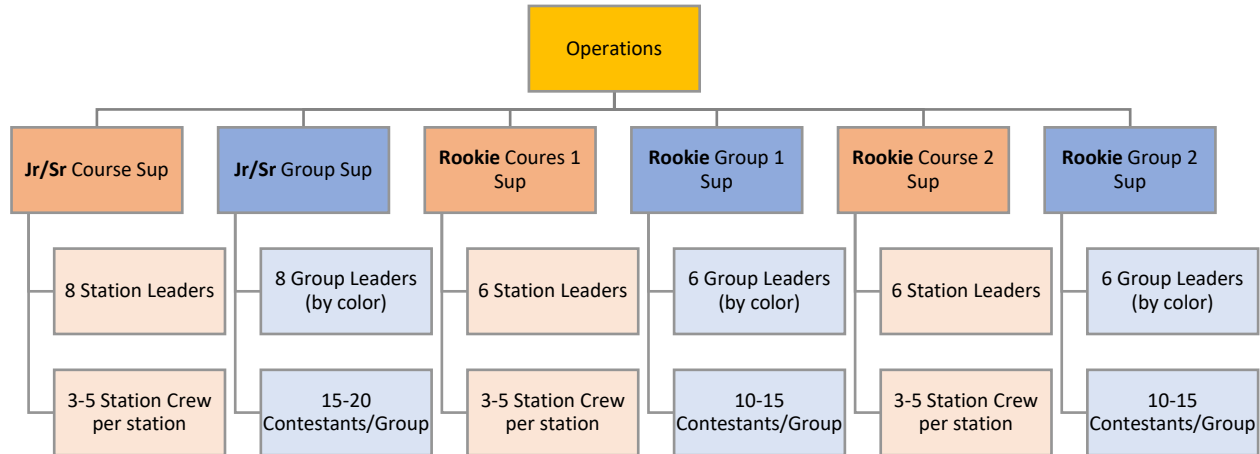 Operations
Jr/Sr Course Sup
Jr/Sr Group Sup
Rookie Coures 1
Sup
Rookie Group 1
Sup
Rookie Course 2
Sup
Rookie Group 2
Sup
8 Station Leaders
8 Group Leaders
(by color)
6 Station Leaders
6 Group Leaders
(by color)
6 Station Leaders
6 Group Leaders
(by color)
3-5 Station Crew
per station
15-20
Contestants/Group
3-5 Station Crew
per station
10-15
Contestants/Group
3-5 Station Crew
per station
10-15
Contestants/Group